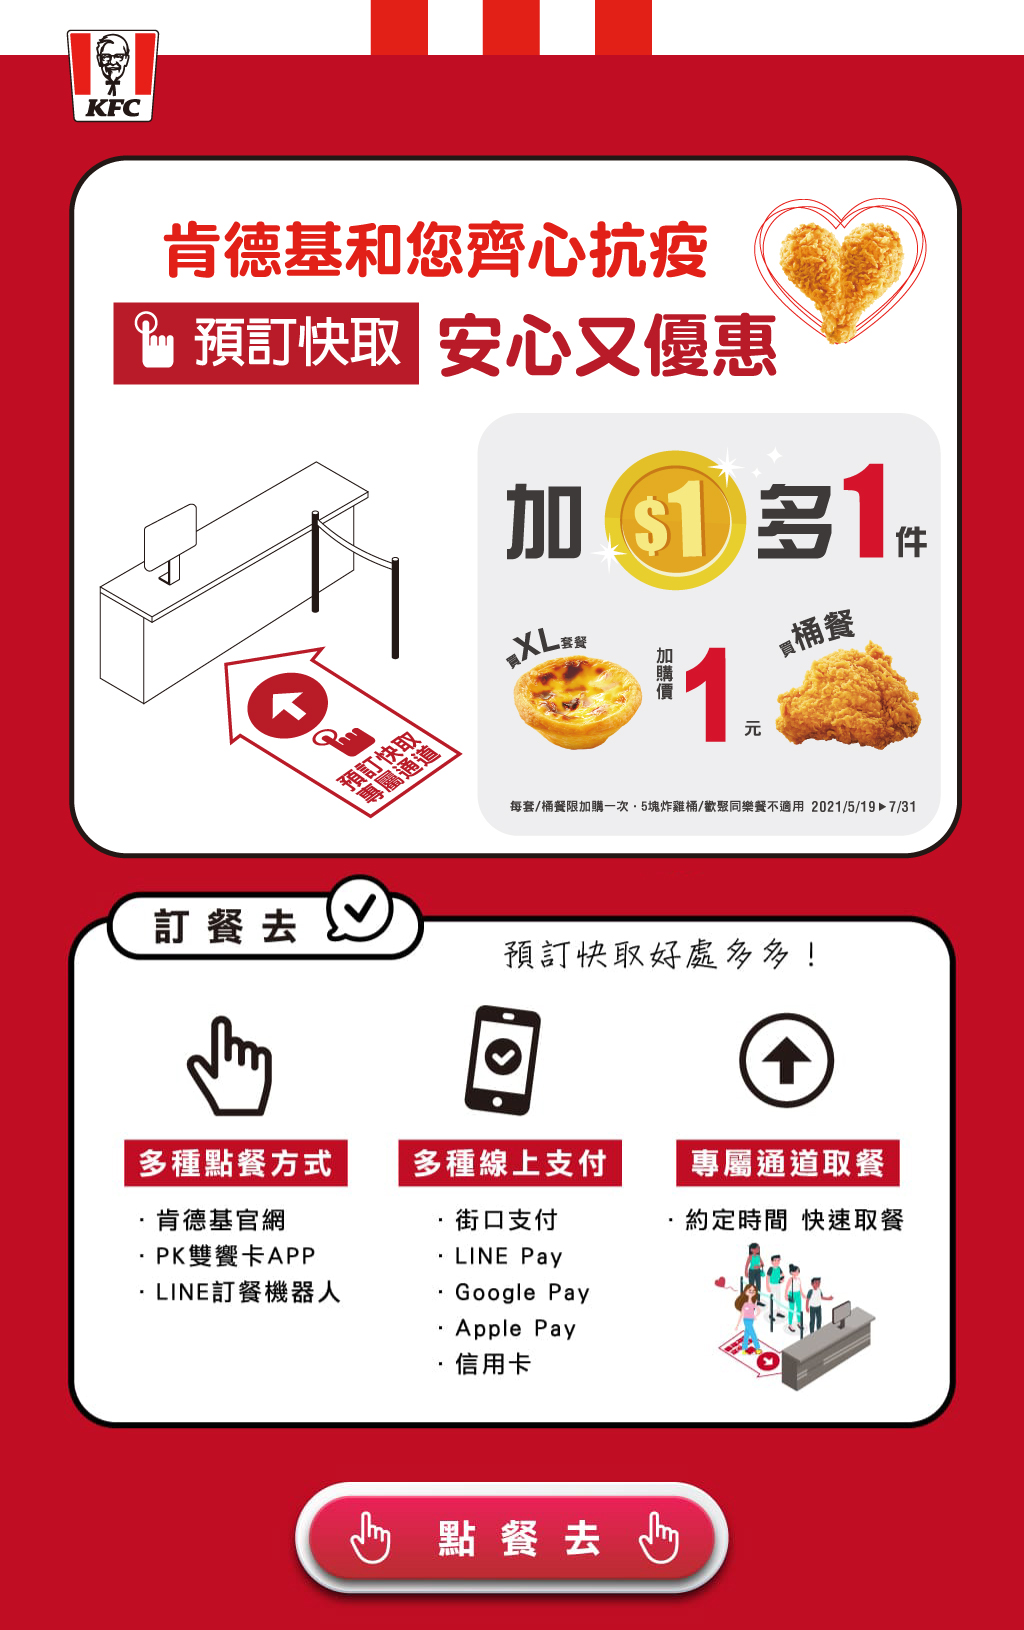 KFC
肯德基和您齊心抗疫
預訂快取 安心又優惠
加 $1 多1件
買XL套餐
加購價1元
買桶餐
預訂快取
專屬通道
每套/桶餐限加購一次・5塊炸雞桶/歡聚同樂餐不適用 2021/5/19▶7/31
訂餐去
預訂快取好處多多！
多種點餐方式
· 肯德基官網
· PK雙饗卡APP
· LINE訂餐機器人
多種線上支付
· 街口支付
· LINE Pay
· Google Pay
· Apple Pay
· 信用卡
專屬通道取餐
· 約定時間 快速取餐
點餐去